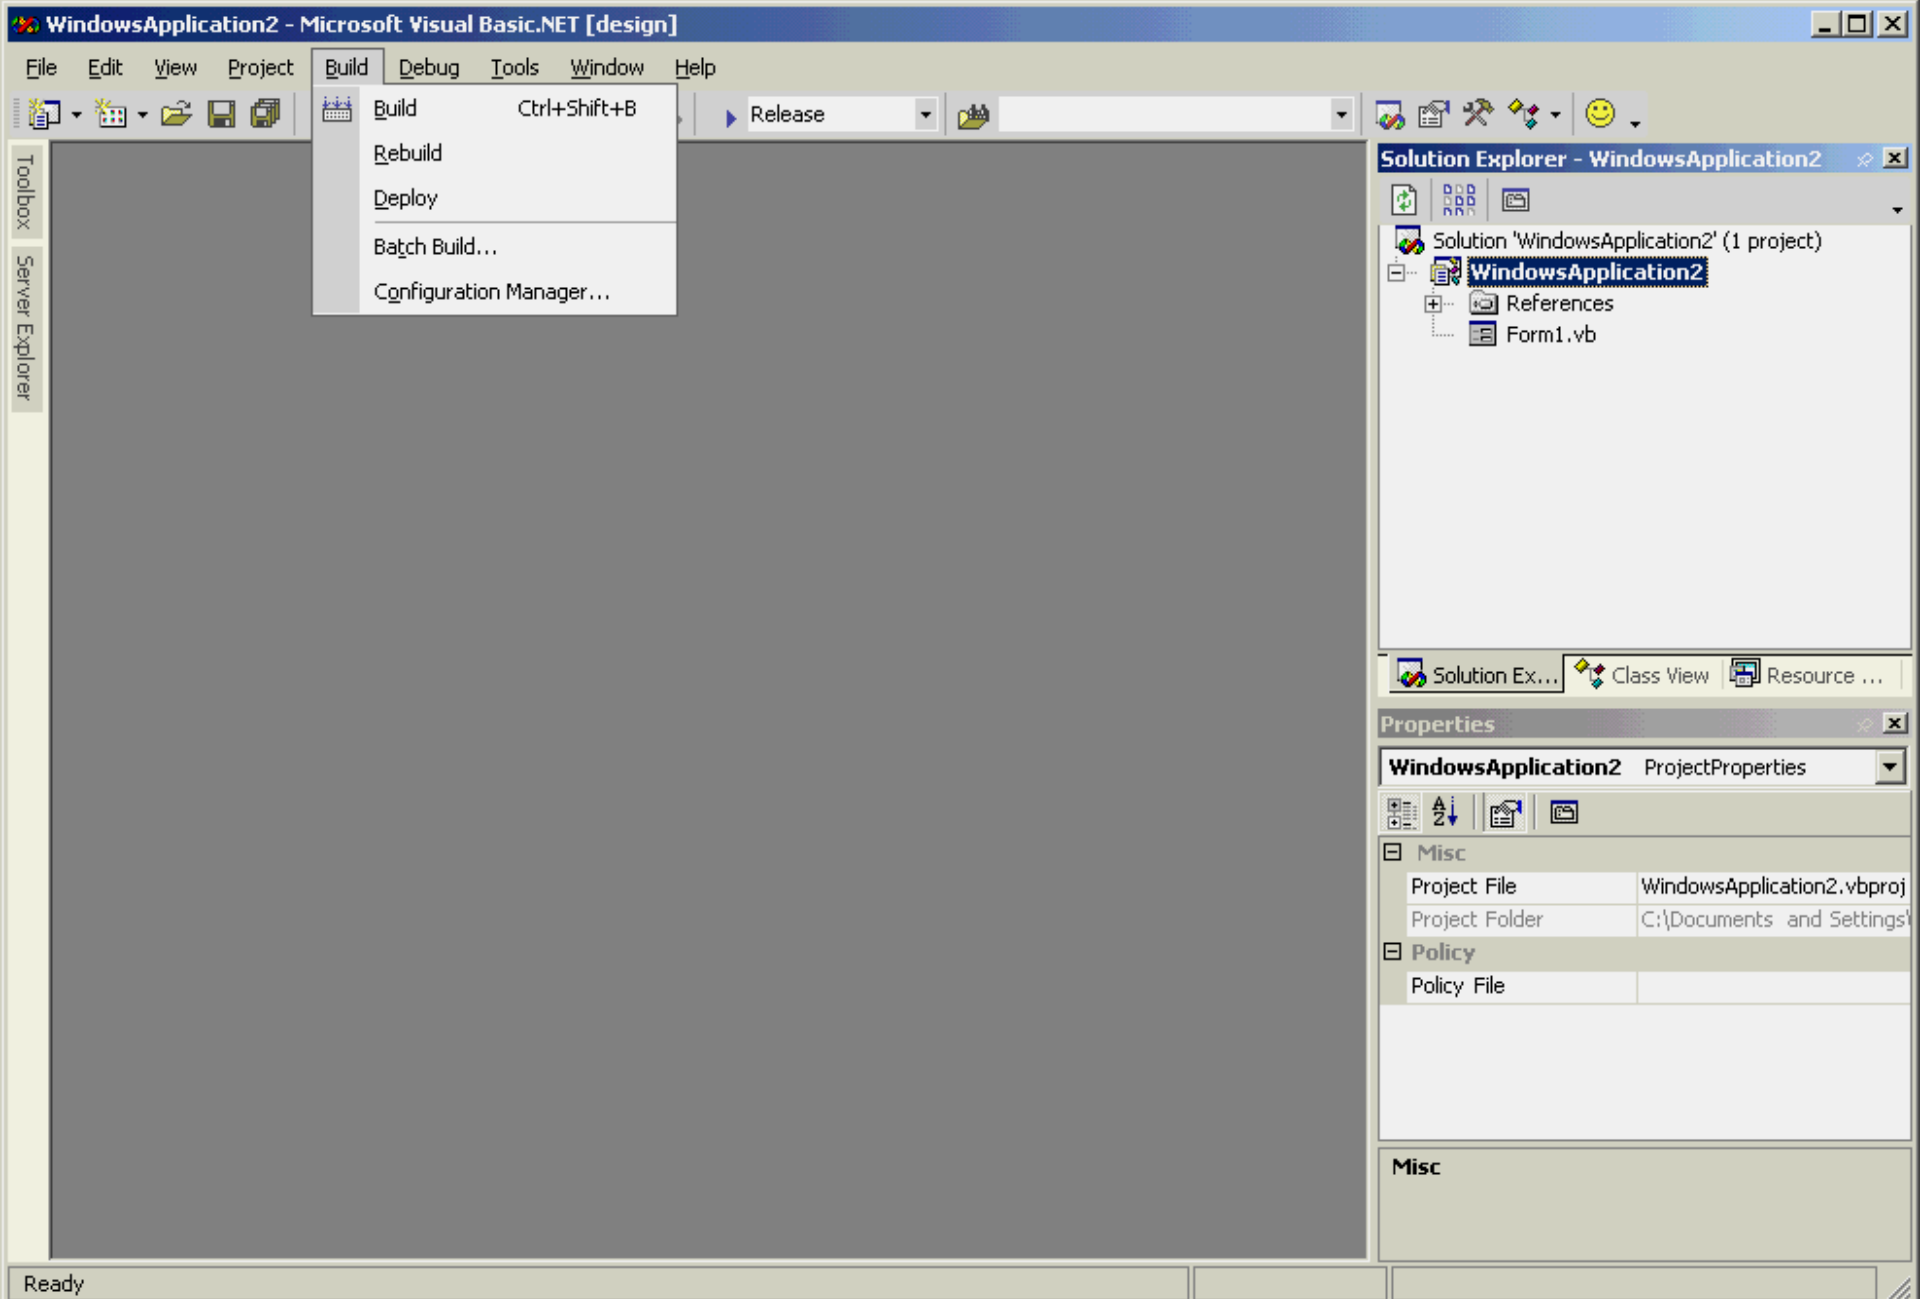 WindowsApplication2 - Microsoft Visual Basic.NET [design]
File Edit View Project Build Debug Tools Window Help
Build Ctrl+Shift+B
Rebuild
Deploy
Batch Build...
Configuration Manager...
Release
Toolbox
Server Explorer
Solution Explorer - WindowsApplication2
Solution 'WindowsApplication2' (1 project)
WindowsApplication2
References
Form1.vb
Solution Ex... Class View Resource ...
Properties
WindowsApplication2 ProjectProperties
Misc
Project File WindowsApplication2.vbproj
Project Folder C:\Documents and Settings\
Policy
Policy File
Misc
Ready